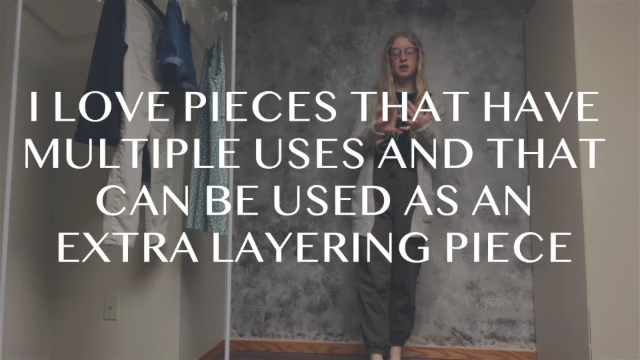 I LOVE PIECES THAT HAVE
MULTIPLE USES AND THAT
CAN BE USED AS AN
EXTRA LAYERING PIECE